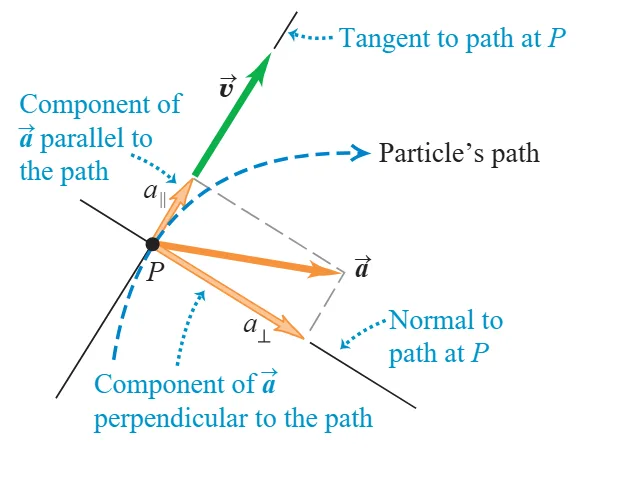 Tangent to path at P
v⃗
Component of
a⃗ parallel to
the path
Particle's path
a∥
P
a⃗
a⊥
Normal to
path at P
Component of a⃗
perpendicular to the path